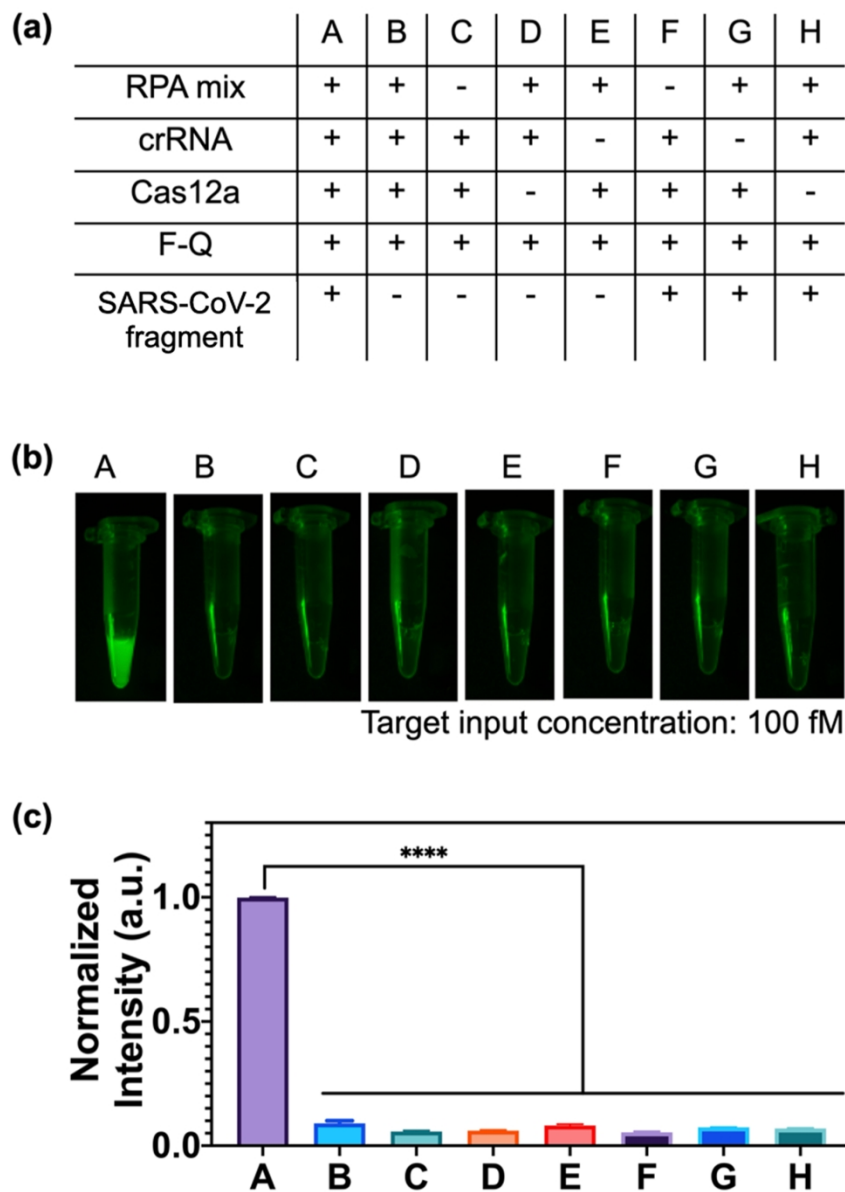 (a)
A B C D E F G H
RPA mix + + - + + - + +
crRNA + + + + - + - +
Cas12a + + + - + + + -
F-Q + + + + + + + +
SARS-CoV-2 + - - - - + + +
fragment
(b)
A B C D E F G H
Target input concentration: 100 fM
(c)
****
Normalized
Intensity (a.u.)
1.0
0.5
0.0
A B C D E F G H